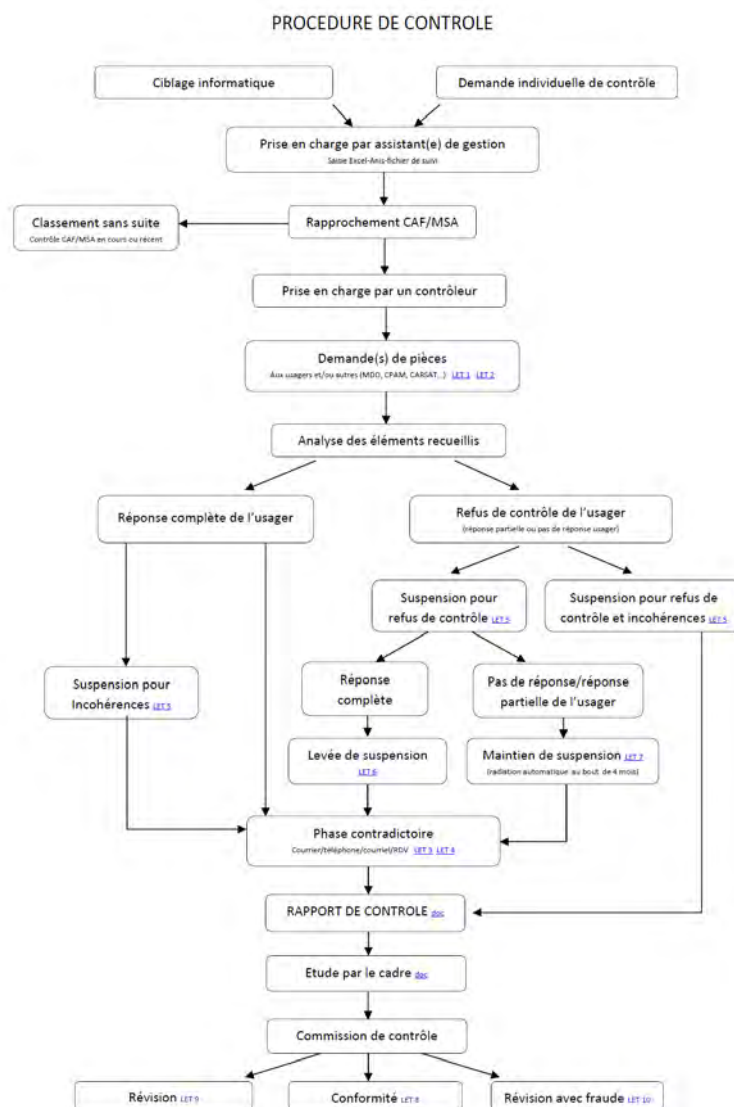 PROCEDURE DE CONTROLE
Ciblage informatique
Demande individuelle de contrôle
Prise en charge par assistant(e) de gestion
Saisie Excel-Anis-fichier de suivi
Classement sans suite
Contrôle CAF/MSA en cours ou récent
Rapprochement CAF/MSA
Prise en charge par un contrôleur
Demande(s) de pièces
Aux usagers et/ou autres (MDO, CPAM, CARSAT...) LET 1 LET 2
Analyse des éléments recueillis
Réponse complète de l'usager
Refus de contrôle de l'usager
(réponse partielle ou pas de réponse usager)
Suspension pour
refus de contrôle LET 5
Suspension pour refus de
contrôle et incohérences LET 5
Suspension pour
Incohérences LET 5
Réponse
complète
Pas de réponse/réponse
partielle de l'usager
Levée de suspension
LET 6
Maintien de suspension LET 7
(radiation automatique au bout de 4 mois)
Phase contradictoire
Courrier/téléphone/courriel/RDV LET 3 LET 4
RAPPORT DE CONTROLE doc
Etude par le cadre doc
Commission de contrôle
Révision LET 9
Conformité LET 8
Révision avec fraude LET 10